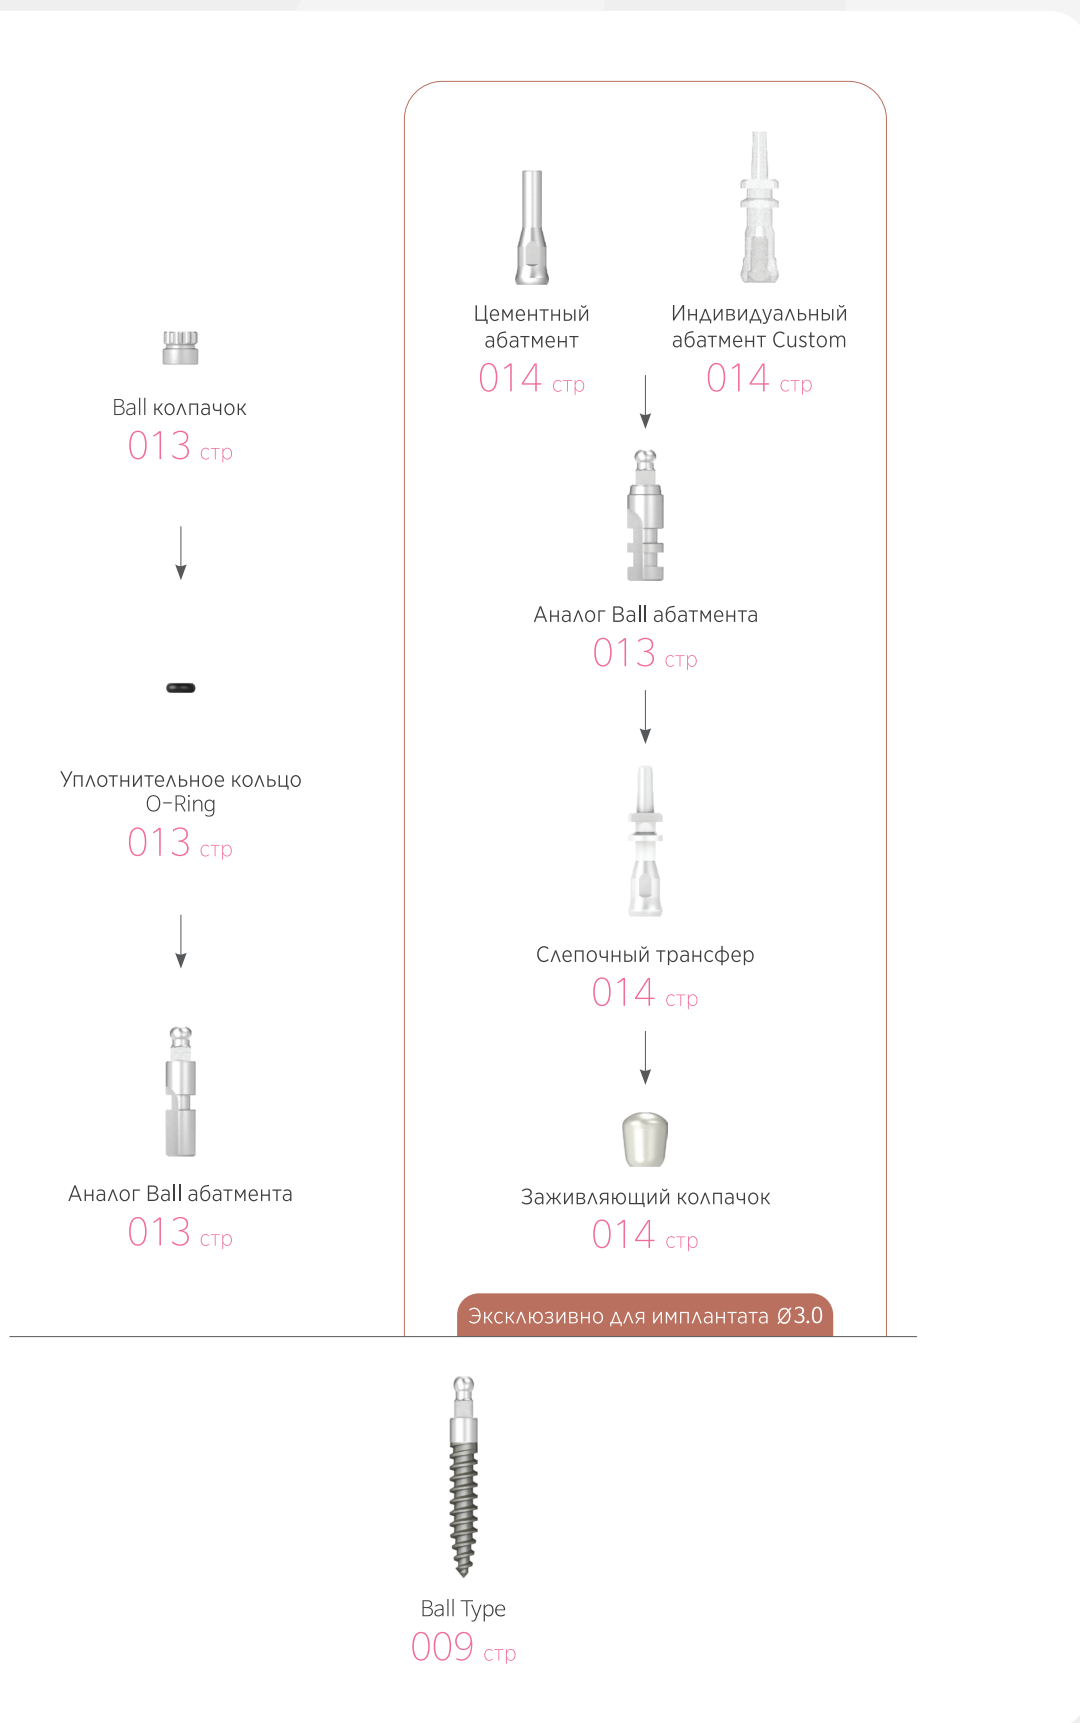 Ball колпачок
013 стр
Уплотнительное кольцо
O-Ring
013 стр
Аналог Ball абатмента
013 стр
Цементный
абатмент
014 стр
Индивидуальный
абатмент Custom
014 стр
Аналог Ball абатмента
013 стр
Слепочный трансфер
014 стр
Заживляющий колпачок
014 стр
Эксклюзивно для имплантата Ø3.0
Ball Type
009 стр